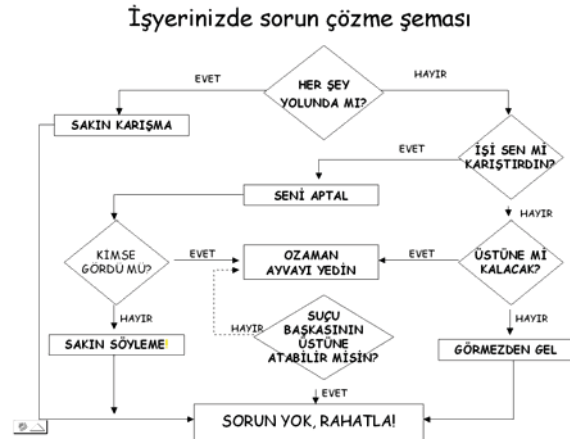 İşyerinizde sorun çözme şeması
HER ŞEY
YOLUNDA MI?
EVET
HAYIR
SAKIN KARIŞMA
İŞİ SEN Mİ
KARIŞTIRDIN?
EVET
SENİ APTAL
HAYIR
KİMSE
GÖRDÜ MÜ?
EVET
OZAMAN
AYVAYI YEDİN
EVET
ÜSTÜNE Mİ
KALACAK?
HAYIR
SAKIN SÖYLEME!
HAYIR
SUÇU
BAŞKASININ
ÜSTÜNE
ATABİLİR MİSİN?
HAYIR
GÖRMEZDEN GEL
EVET
SORUN YOK, RAHATLA!